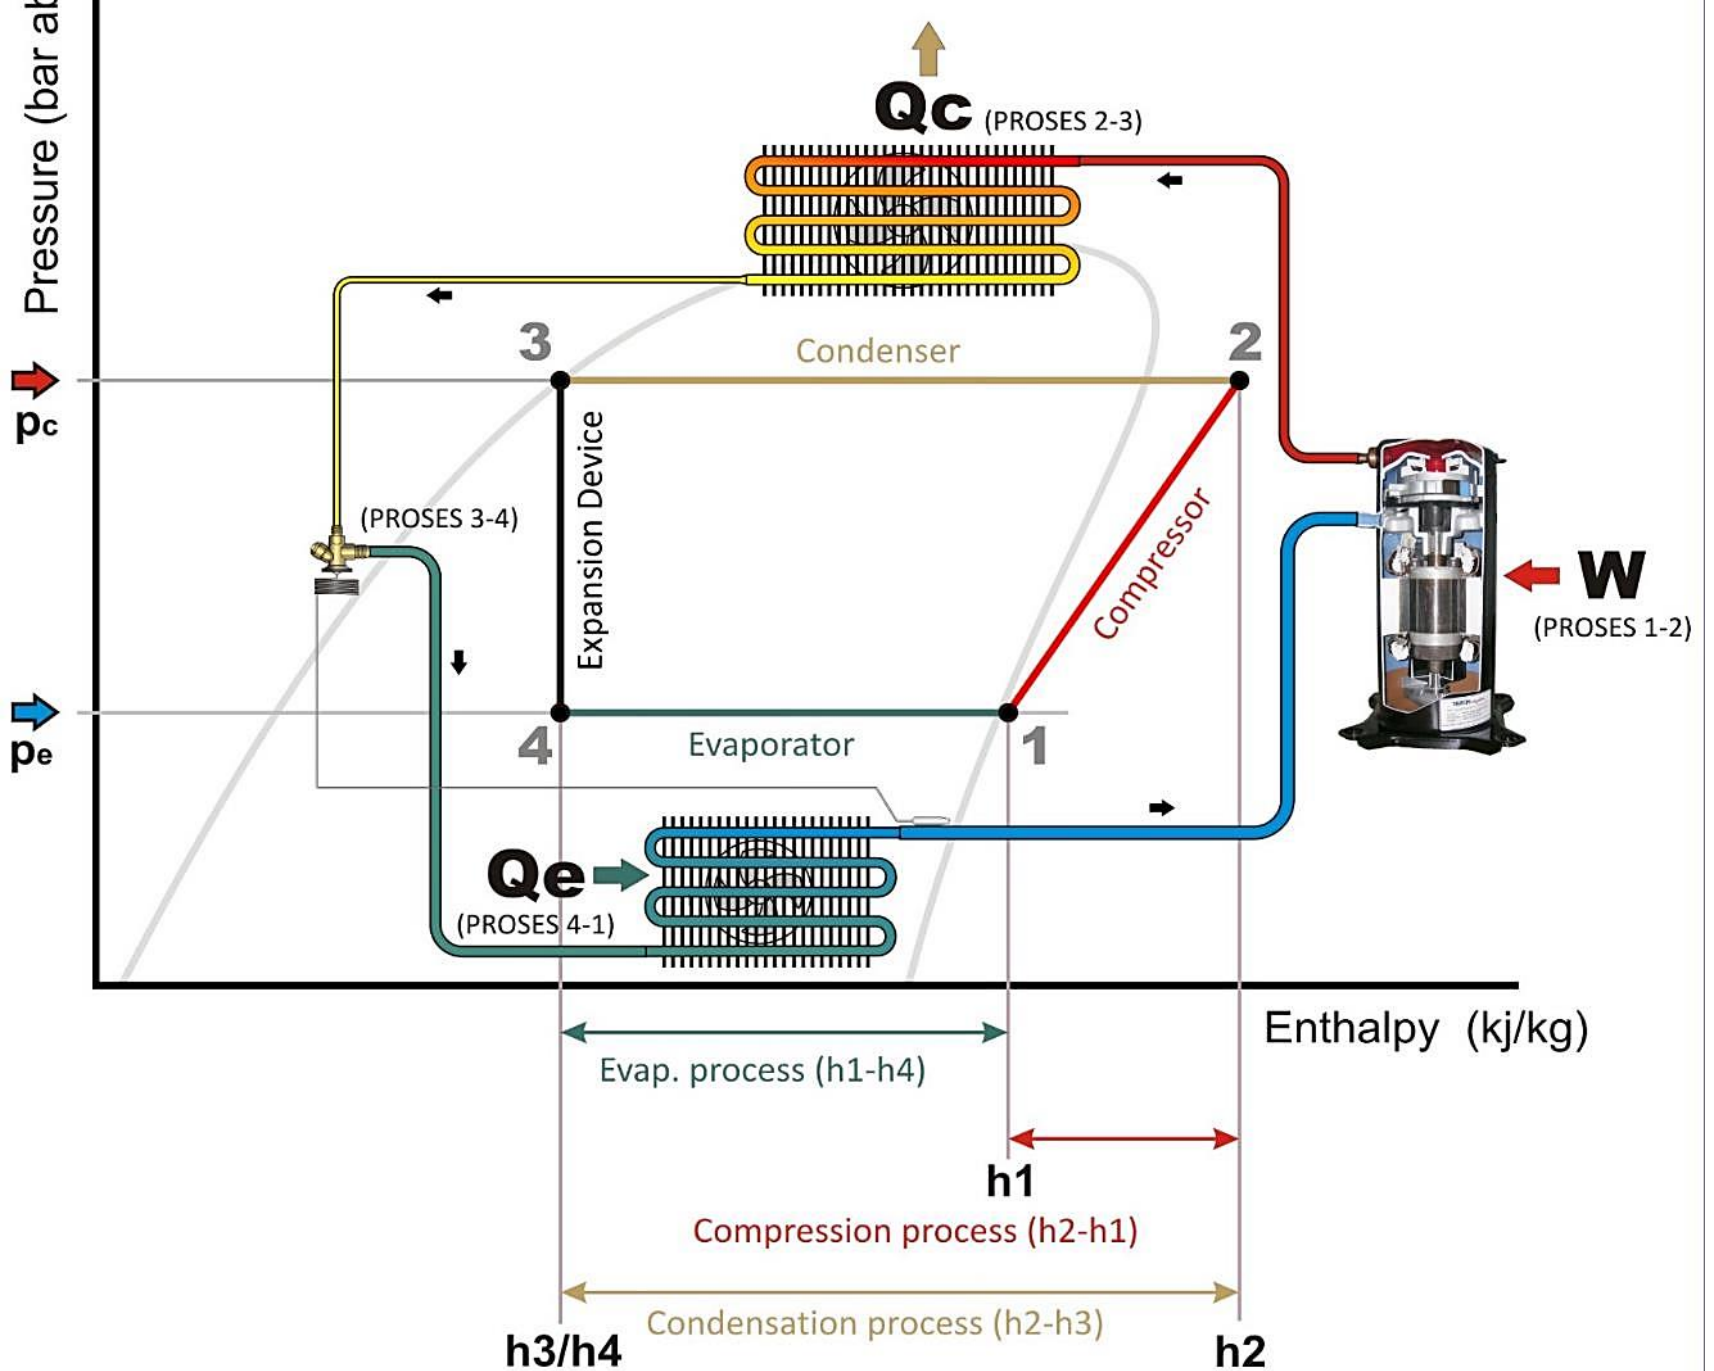 Pressure (bar ab
Qc (PROSES 2-3)
3
Condenser
2
pc
Expansion Device
Compressor
(PROSES 3-4)
W
(PROSES 1-2)
pe
4
Evaporator
1
Qe
(PROSES 4-1)
Enthalpy (kj/kg)
Evap. process (h1-h4)
h1
Compression process (h2-h1)
Condensation process (h2-h3)
h3/h4
h2